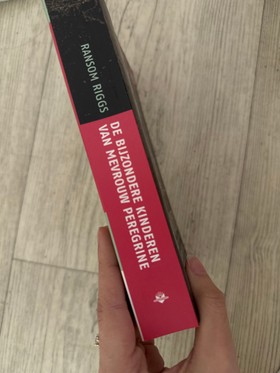 RANSOM RIGGS
DE BIJZONDERE KINDEREN
VAN MEVROUW PEREGRINE